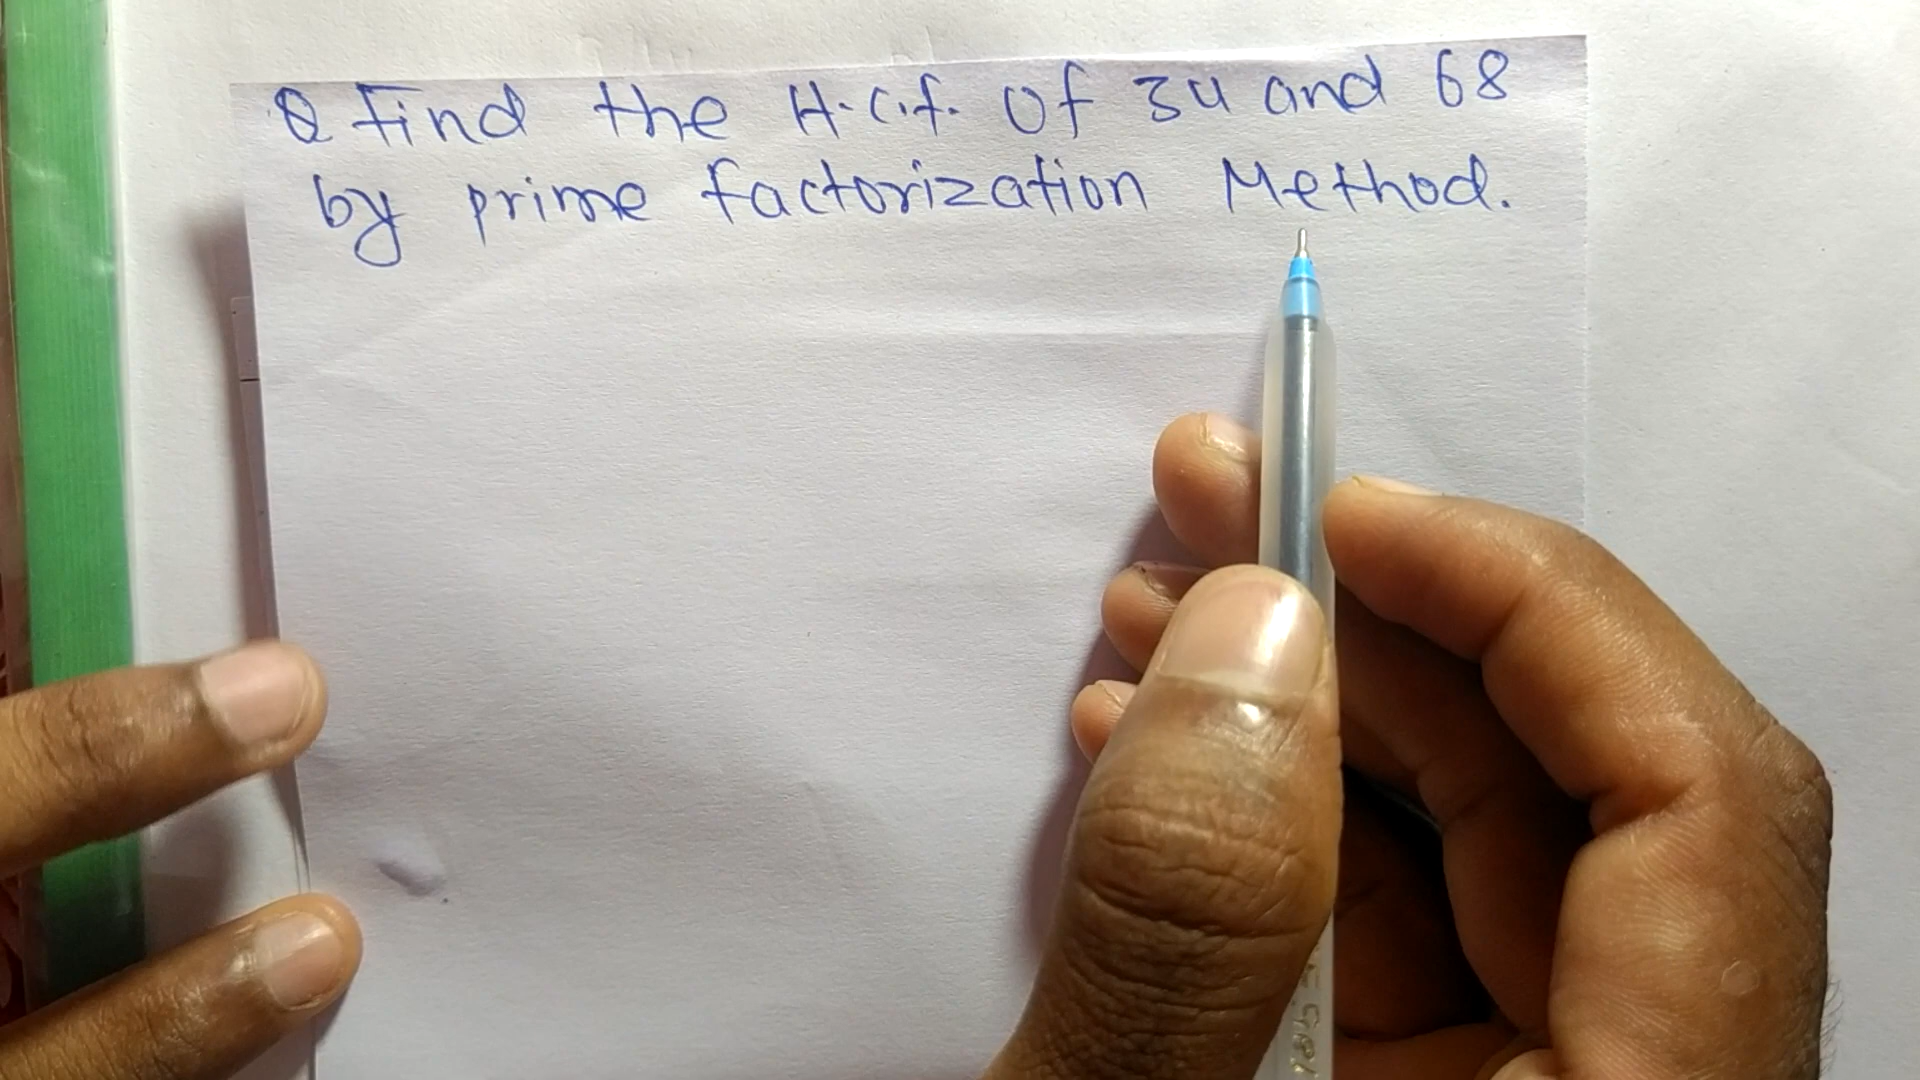 Q Find the H.C.f. Of 34 and 68
by prime factorization Method.